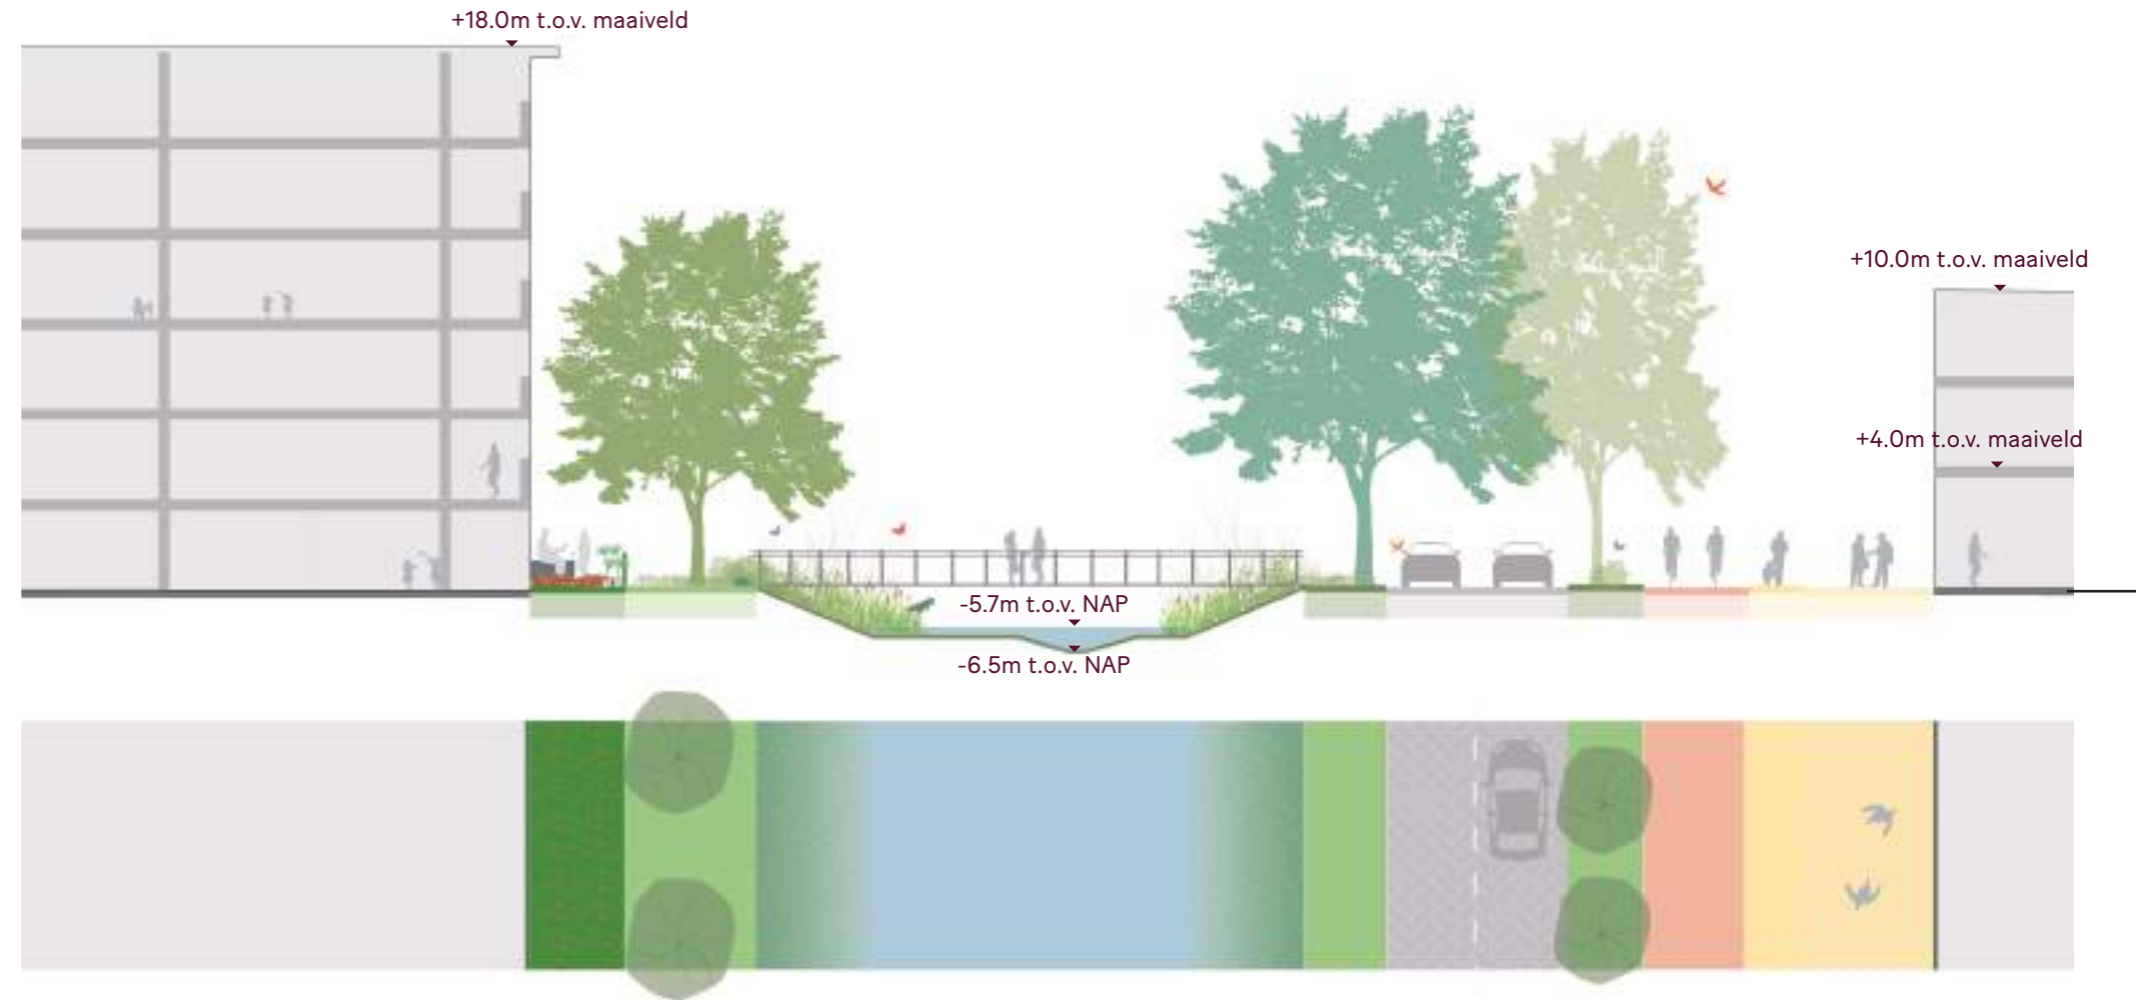 +18.0m t.o.v. maaiveld
+10.0m t.o.v. maaiveld
+4.0m t.o.v. maaiveld
-5.7m t.o.v. NAP
-6.5m t.o.v. NAP